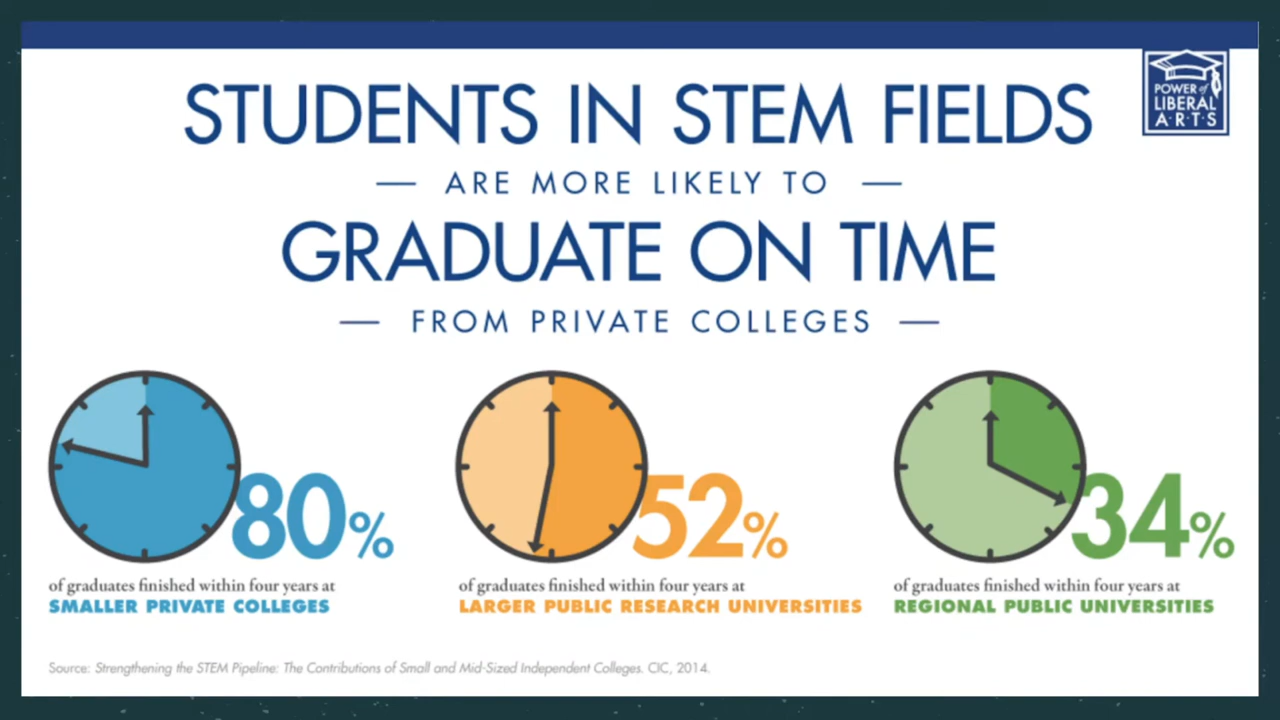 STUDENTS IN STEM FIELDS
— ARE MORE LIKELY TO —
GRADUATE ON TIME
— FROM PRIVATE COLLEGES —
POWER of
LIBERAL
A·R·T·S
80%
of graduates finished within four years at
SMALLER PRIVATE COLLEGES
52%
of graduates finished within four years at
LARGER PUBLIC RESEARCH UNIVERSITIES
34%
of graduates finished within four years at
REGIONAL PUBLIC UNIVERSITIES
Source: Strengthening the STEM Pipeline: The Contributions of Small and Mid-Sized Independent Colleges. CIC, 2014.